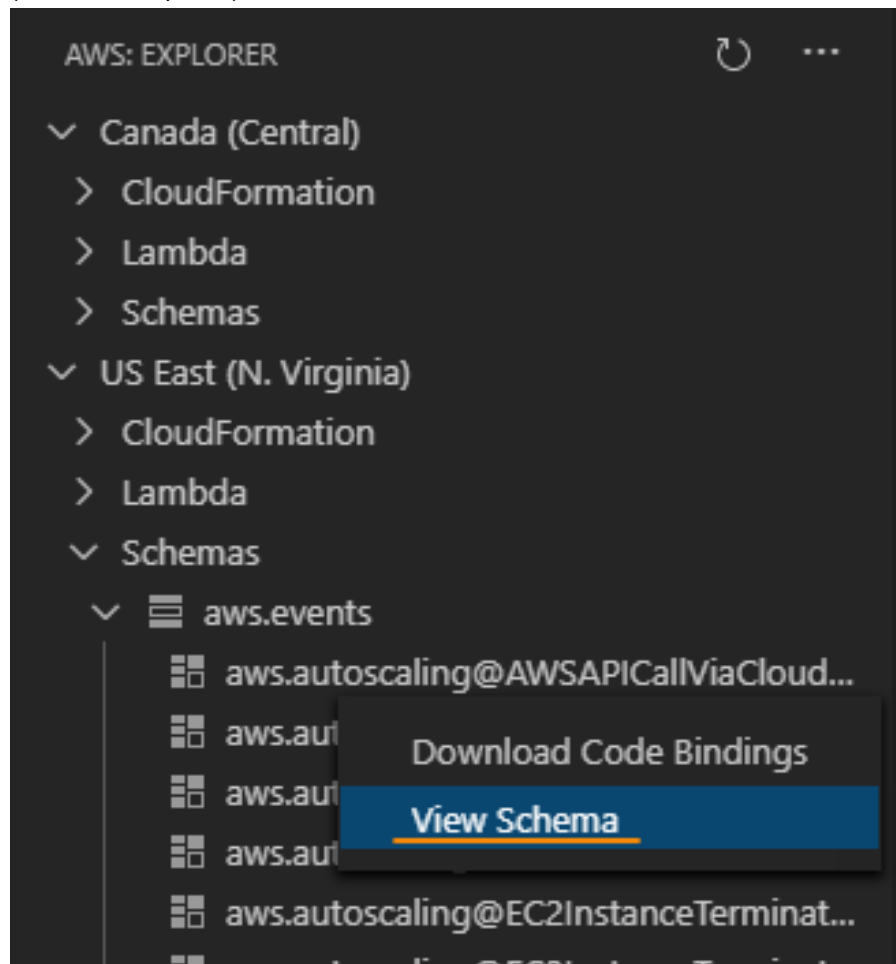 AWS: EXPLORER
Canada (Central)
CloudFormation
Lambda
Schemas
US East (N. Virginia)
CloudFormation
Lambda
Schemas
aws.events
aws.autoscaling@AWSAPICallViaCloud...
aws.aut
Download Code Bindings
aws.aut
View Schema
aws.aut
aws.autoscaling@EC2InstanceTerminat...